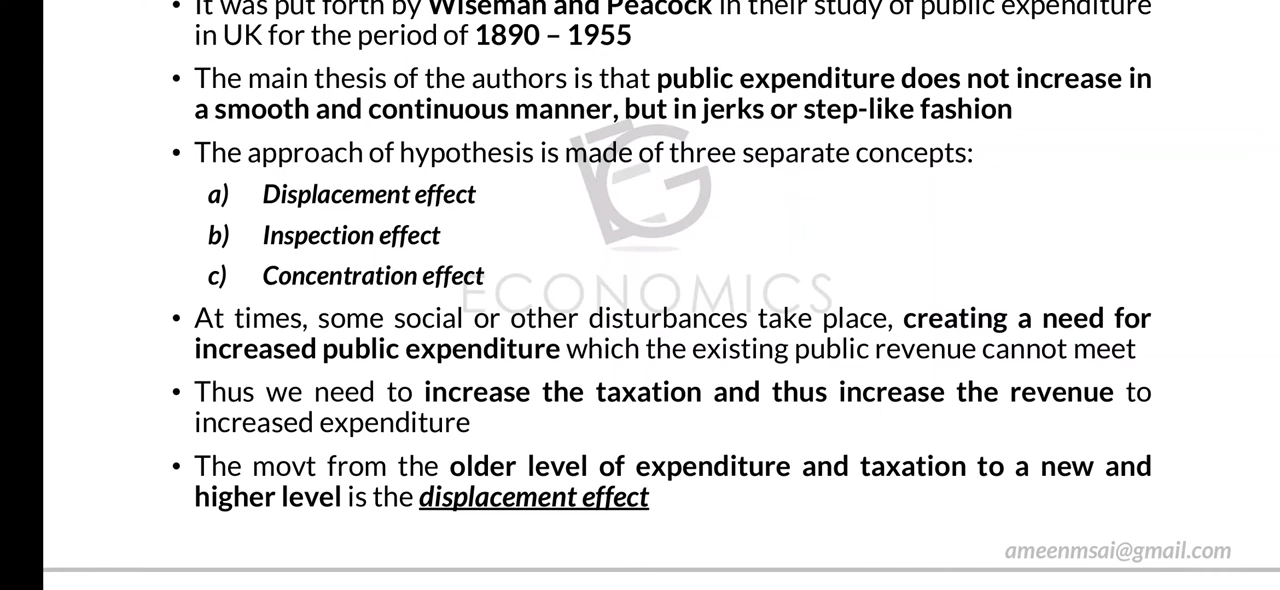 • It was put forth by Wiseman and Peacock in their study of public expenditure
in UK for the period of 1890 – 1955
• The main thesis of the authors is that public expenditure does not increase in
a smooth and continuous manner, but in jerks or step-like fashion
• The approach of hypothesis is made of three separate concepts:
a) Displacement effect
b) Inspection effect
c) Concentration effect
ECONOMICS
• At times, some social or other disturbances take place, creating a need for
increased public expenditure which the existing public revenue cannot meet
• Thus we need to increase the taxation and thus increase the revenue to
increased expenditure
• The movt from the older level of expenditure and taxation to a new and
higher level is the displacement effect
ameenmsai@gmail.com